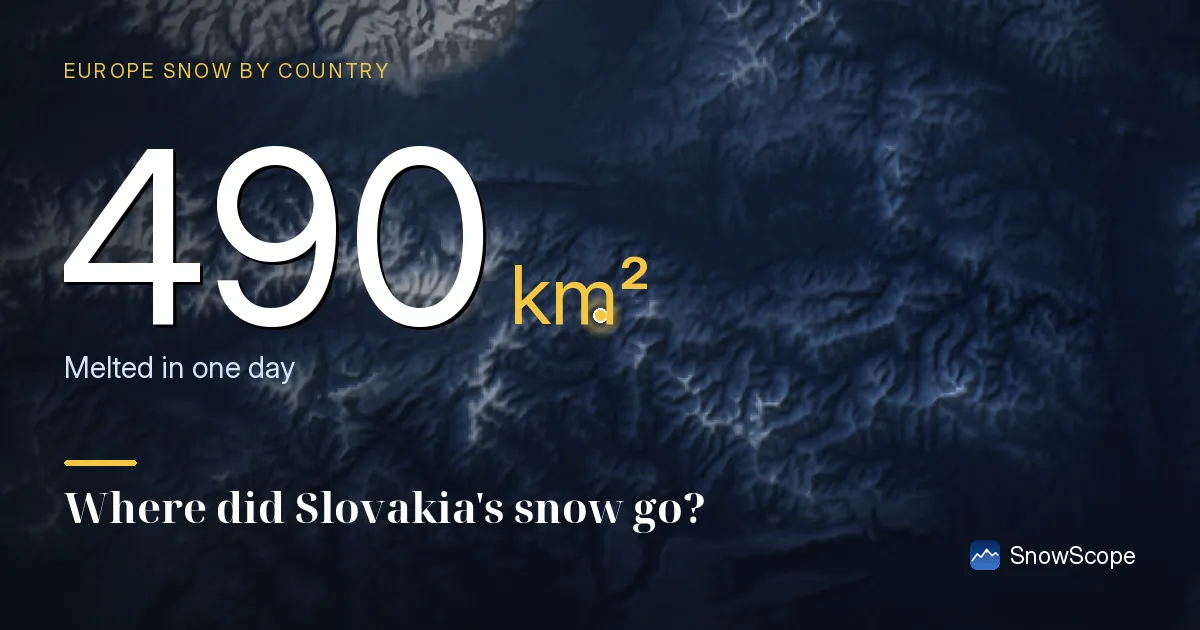 EUROPE SNOW BY COUNTRY
490 km²
Melted in one day
Where did Slovakia's snow go?
SnowScope